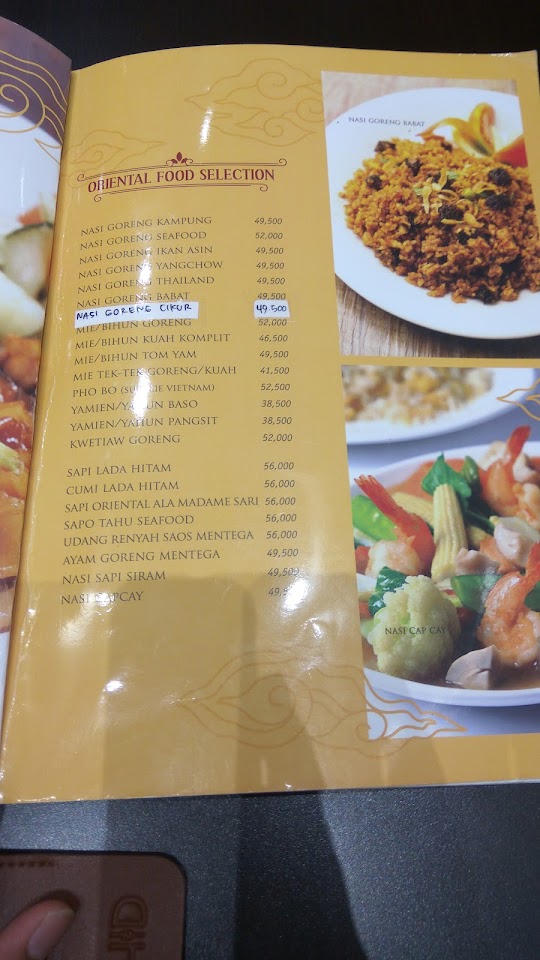 ORIENTAL FOOD SELECTION
NASI GORENG KAMPUNG 49,500
NASI GORENG SEAFOOD 52,000
NASI GORENG IKAN ASIN 49,500
NASI GORENG YANGCHOW 49,500
NASI GORENG THAILAND 49,500
NASI GORENG BABAT 49,500
NASI GORENG CIKUR 49.500
MIE/BIHUN GORENG 52,000
MIE/BIHUN KUAH KOMPLIT 46,500
MIE/BIHUN TOM YAM 49,500
MIE TEK-TEK GORENG/KUAH 41,500
PHO BO VIETNAM) 52,500
YAMIEN/YAHUN BASO 38,500
YAMIEN/YAHUN PANGSIT 38,500
KWETIAW GORENG 52,000
SAPI LADA HITAM 56,000
CUMI LADA HITAM 56,000
SAPI ORIENTAL ALA MADAME SARI 56,000
SAPO TAHU SEAFOOD 56,000
UDANG RENYAH SAOS MENTEGA 56,000
AYAM GORENG MENTEGA 49,500
NASI SAPI SIRAM 49,500
NASI CAPCAY
NASI GORENG BABAT
NASI CAP CAY